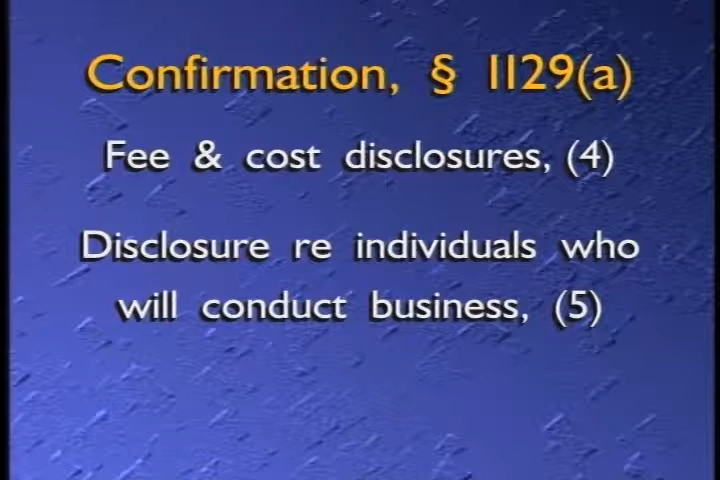 Confirmation, § 1129(a)
Fee & cost disclosures, (4)
Disclosure re individuals who
will conduct business, (5)